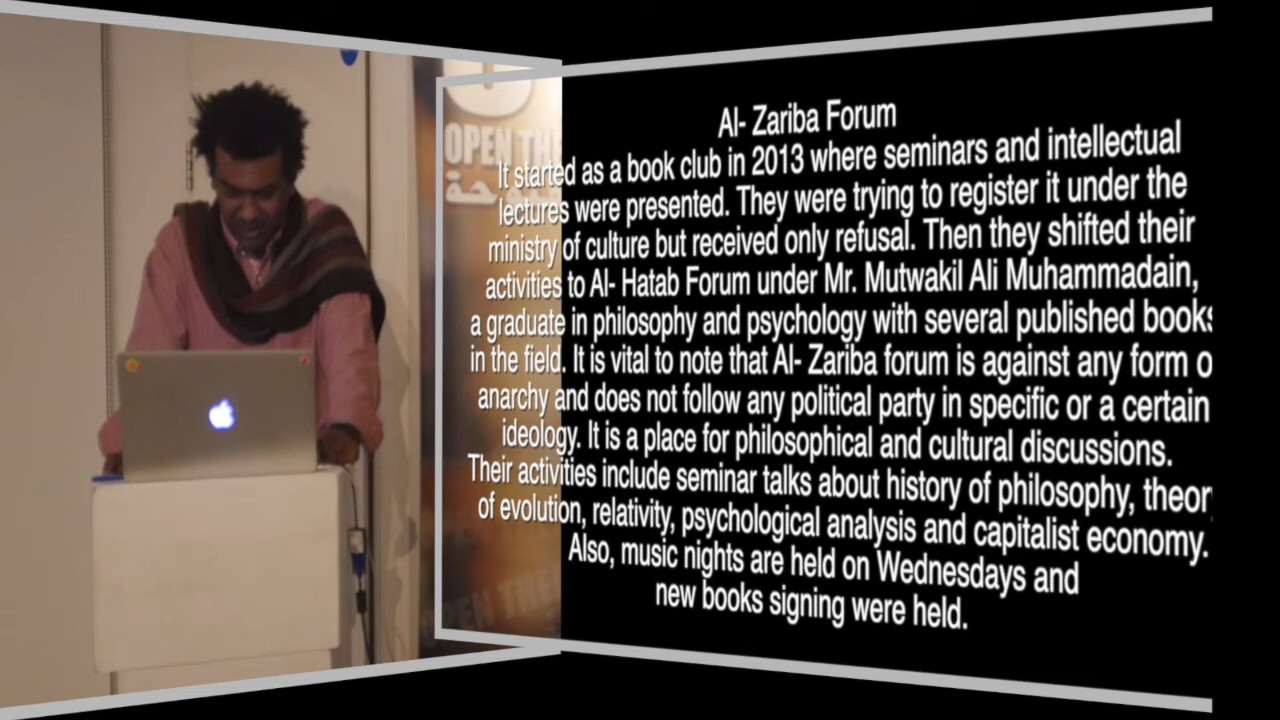 OPEN THE
Al- Zariba Forum
It started as a book club in 2013 where seminars and intellectual
lectures were presented. They were trying to register it under the
ministry of culture but received only refusal. Then they shifted their
activities to Al- Hatab Forum under Mr. Mutwakil Ali Muhammadain,
a graduate in philosophy and psychology with several published books
in the field. It is vital to note that Al- Zariba forum is against any form o
anarchy and does not follow any political party in specific or a certain
ideology. It is a place for philosophical and cultural discussions.
Their activities include seminar talks about history of philosophy, theor
of evolution, relativity, psychological analysis and capitalist economy.
Also, music nights are held on Wednesdays and
new books signing were held.